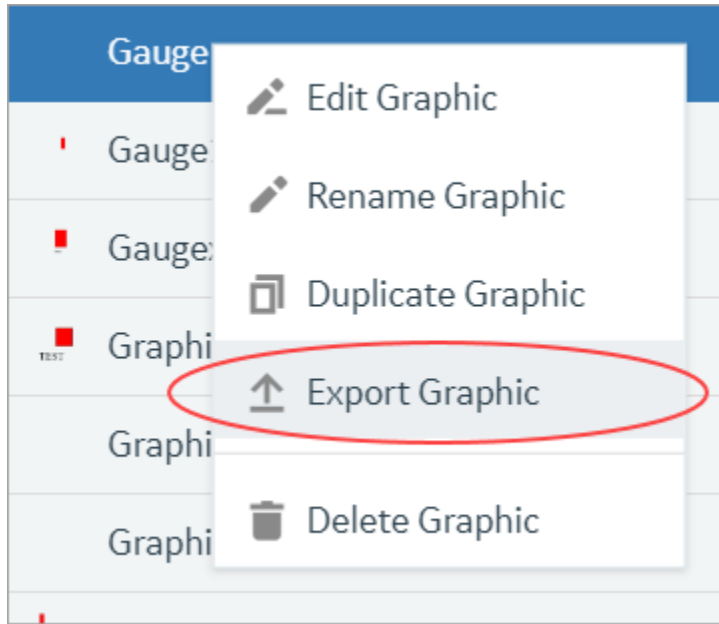 Gauge
Edit Graphic
Gauge
Rename Graphic
Gauge
Duplicate Graphic
TEST
Graphi
Export Graphic
Graphi
Delete Graphic
Graphi